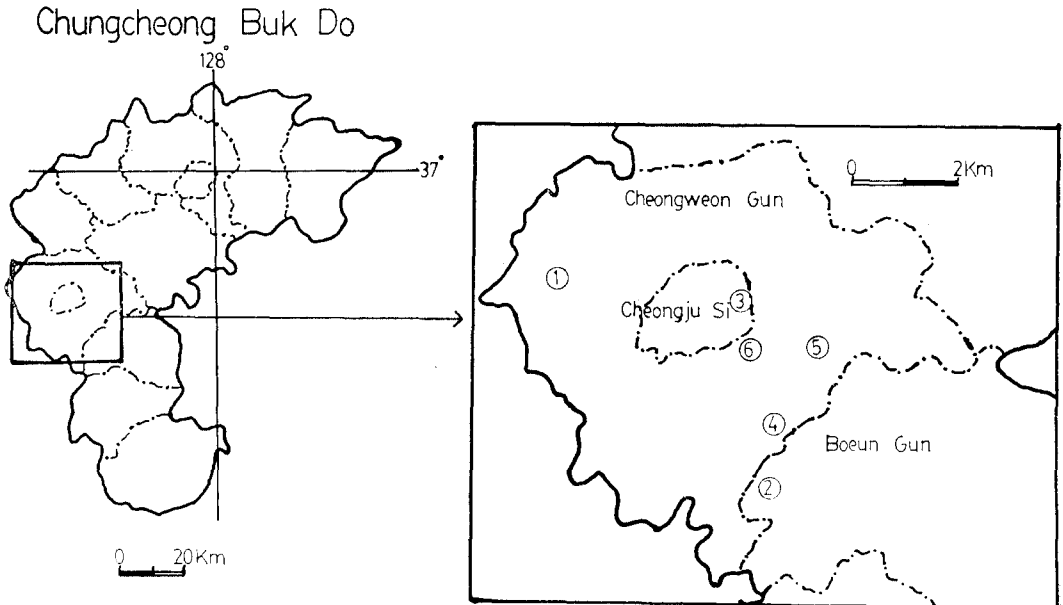 Chungcheong Buk Do
128°
37°
0 20Km
0 2Km
Cheongweon Gun
①
Cheongju Si
③
⑥
⑤
④
Boeun Gun
②